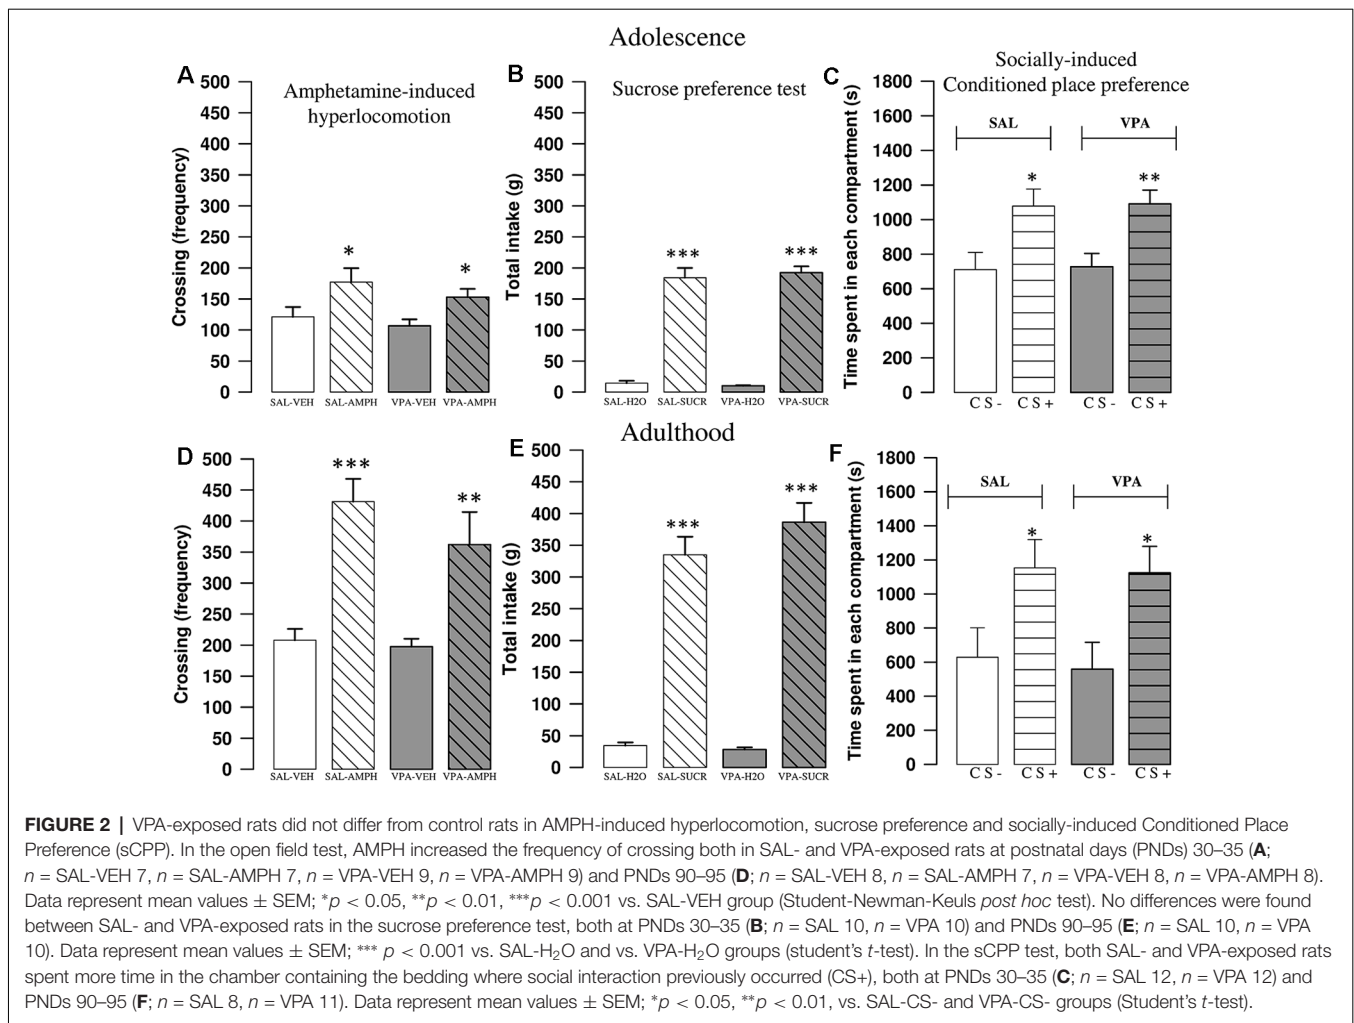 Adolescence
A
Amphetamine-induced
hyperlocomotion
Crossing (frequency)
500
450
400
350
300
250
200
150
100
50
0
*
*
SAL-VEH SAL-AMPH VPA-VEH VPA-AMPH
B
Sucrose preference test
Total intake (g)
500
450
400
350
300
250
200
150
100
50
0
***
***
SAL-H2O SAL-SUCR VPA-H2O VPA-SUCR
C
Socially-induced
Conditioned place preference
Time spent in each compartment (s)
1800
1600
1400
1200
1000
800
600
400
200
0
SAL VPA
*
**
CS- CS+ CS- CS+
Adulthood
D
Crossing (frequency)
500
450
400
350
300
250
200
150
100
50
0
***
**
SAL-VEH SAL-AMPH VPA-VEH VPA-AMPH
E
Total intake (g)
500
450
400
350
300
250
200
150
100
50
0
***
***
SAL-H2O SAL-SUCR VPA-H2O VPA-SUCR
F
Time spent in each compartment (s)
1800
1600
1400
1200
1000
800
600
400
200
0
SAL VPA
*
*
CS- CS+ CS- CS+
FIGURE 2 | VPA-exposed rats did not differ from control rats in AMPH-induced hyperlocomotion, sucrose preference and socially-induced Conditioned Place
Preference (sCPP). In the open field test, AMPH increased the frequency of crossing both in SAL- and VPA-exposed rats at postnatal days (PNDs) 30–35 (A;
n = SAL-VEH 7, n = SAL-AMPH 7, n = VPA-VEH 9, n = VPA-AMPH 9) and PNDs 90–95 (D; n = SAL-VEH 8, n = SAL-AMPH 7, n = VPA-VEH 8, n = VPA-AMPH 8).
Data represent mean values ± SEM; *p < 0.05, **p < 0.01, ***p < 0.001 vs. SAL-VEH group (Student-Newman-Keuls post hoc test). No differences were found
between SAL- and VPA-exposed rats in the sucrose preference test, both at PNDs 30–35 (B; n = SAL 10, n = VPA 10) and PNDs 90–95 (E; n = SAL 10, n = VPA
10). Data represent mean values ± SEM; *** p < 0.001 vs. SAL-H₂O and vs. VPA-H₂O groups (student's t-test). In the sCPP test, both SAL- and VPA-exposed rats
spent more time in the chamber containing the bedding where social interaction previously occurred (CS+), both at PNDs 30–35 (C; n = SAL 12, n = VPA 12) and
PNDs 90–95 (F; n = SAL 8, n = VPA 11). Data represent mean values ± SEM; *p < 0.05, **p < 0.01, vs. SAL-CS- and VPA-CS- groups (Student's t-test).